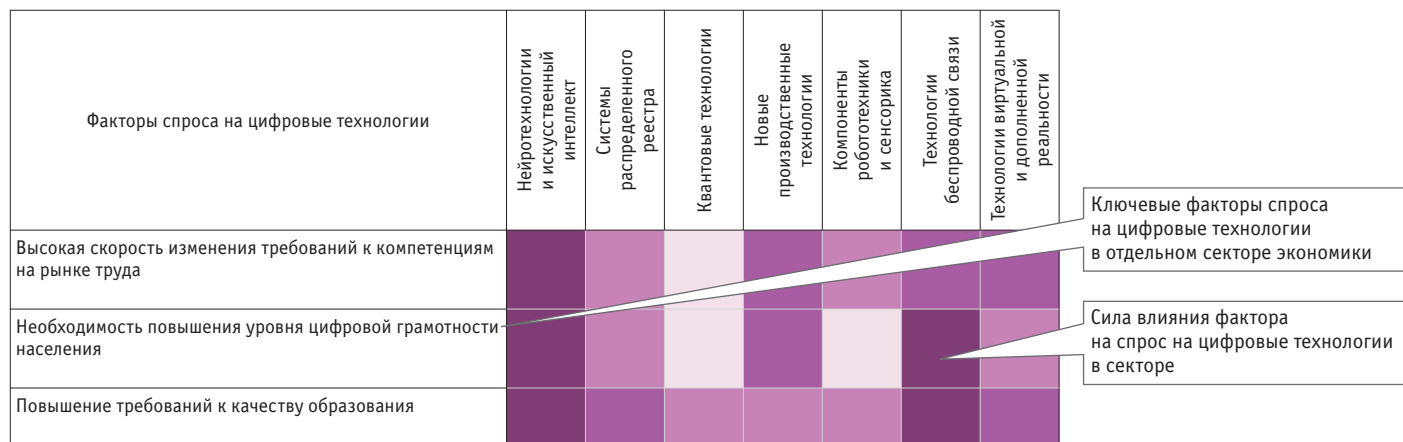 Факторы спроса на цифровые технологии
Нейротехнологии
и искусственный
интеллект
Системы
распределенного
реестра
Квантовые технологии
Новые
производственные
технологии
Компоненты
робототехники
и сенсорика
Технологии
беспроводной связи
Технологии виртуальной
и дополненной
реальности
Высокая скорость изменения требований к компетенциям
на рынке труда
Необходимость повышения уровня цифровой грамотности
населения
Повышение требований к качеству образования
Ключевые факторы спроса
на цифровые технологии
в отдельном секторе экономики
Сила влияния фактора
на спрос на цифровые технологии
в секторе